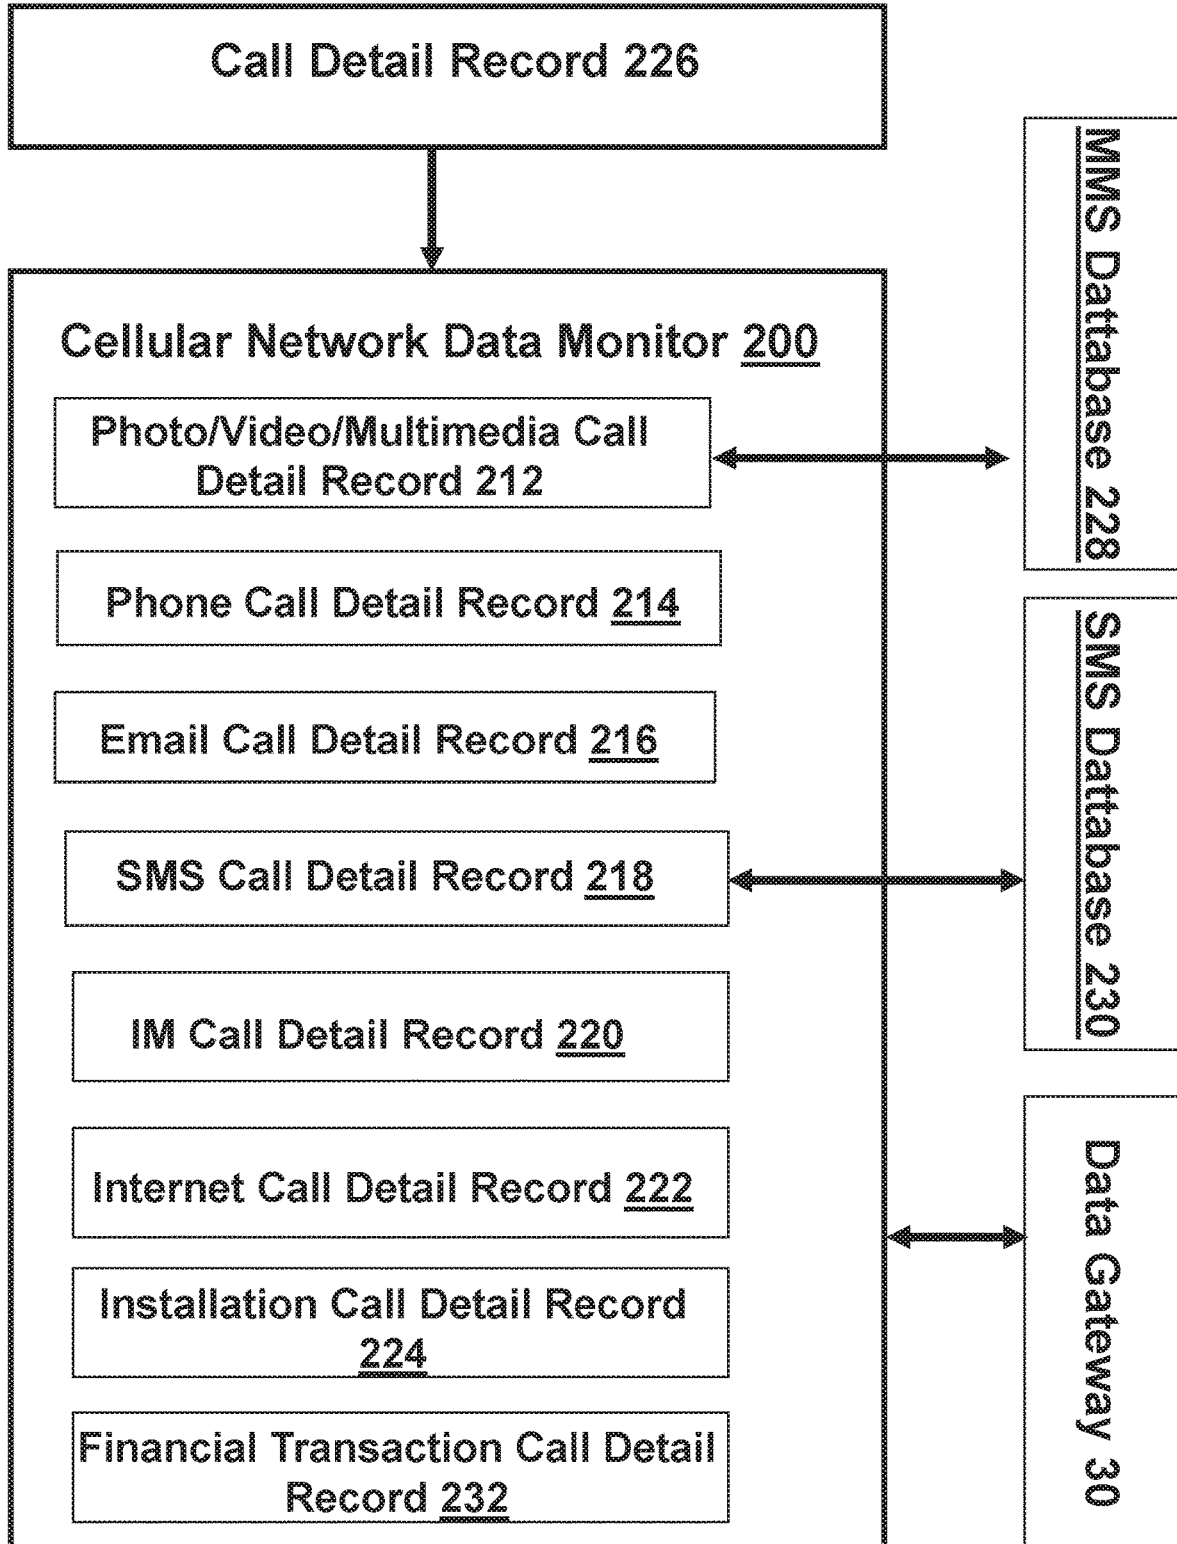 Call Detail Record 226
Cellular Network Data Monitor 200
Photo/Video/Multimedia Call
Detail Record 212
Phone Call Detail Record 214
Email Call Detail Record 216
SMS Call Detail Record 218
IM Call Detail Record 220
Internet Call Detail Record 222
Installation Call Detail Record
224
Financial Transaction Call Detail
Record 232
MMS Dattabase 228
SMS Dattabase 230
Data Gateway 30